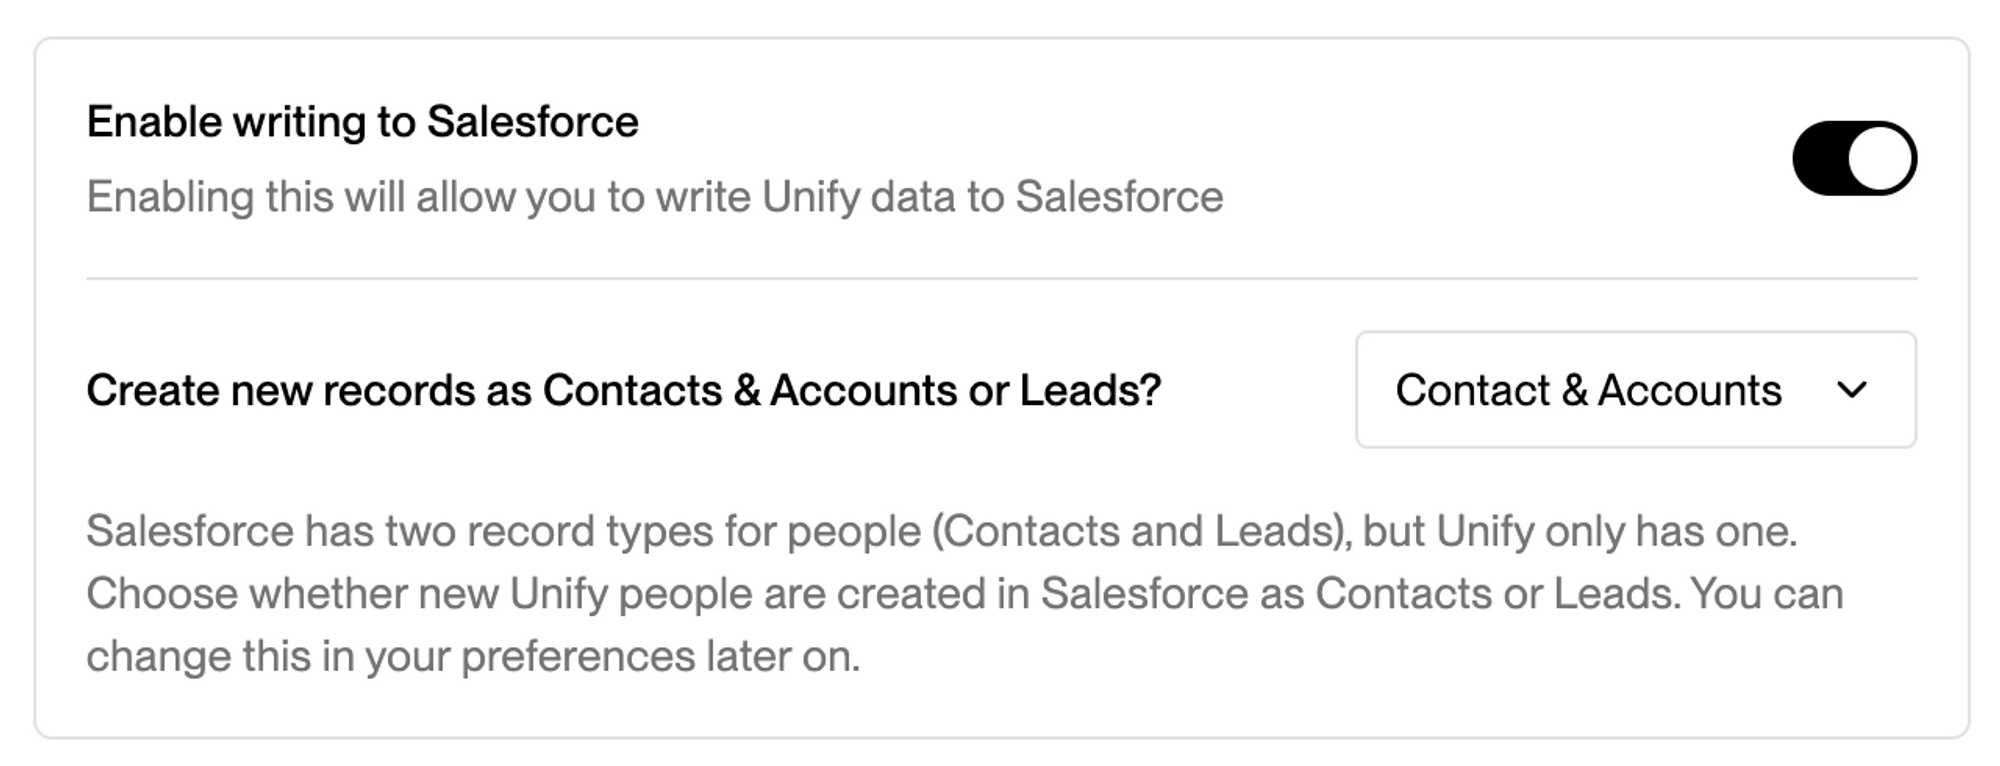 Enable writing to Salesforce
Enabling this will allow you to write Unify data to Salesforce
Create new records as Contacts & Accounts or Leads?
Contact & Accounts
Salesforce has two record types for people (Contacts and Leads), but Unify only has one.
Choose whether new Unify people are created in Salesforce as Contacts or Leads. You can
change this in your preferences later on.